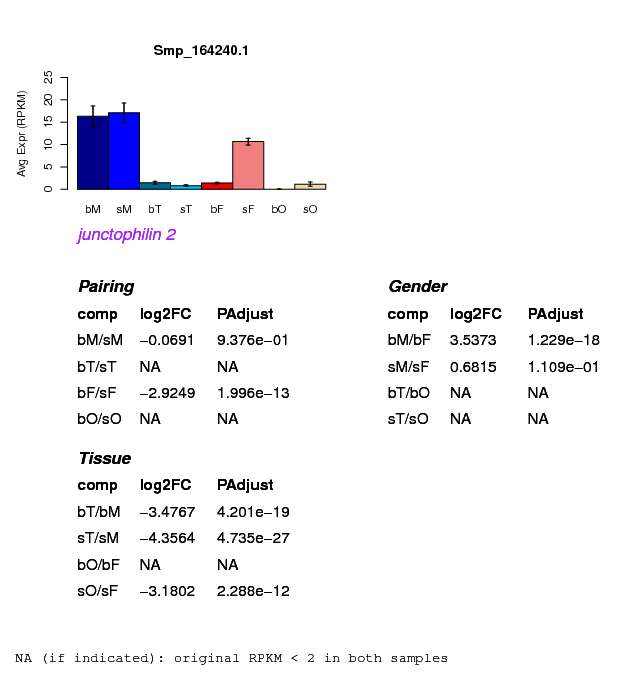 Smp_164240.1
Avg Expr (RPKM)
25
20
15
10
5
0
bM sM bT sT bF sF bO sO
junctophilin 2
Pairing
comp log2FC PAdjust
bM/sM −0.0691 9.376e−01
bT/sT NA NA
bF/sF −2.9249 1.996e−13
bO/sO NA NA
Gender
comp log2FC PAdjust
bM/bF 3.5373 1.229e−18
sM/sF 0.6815 1.109e−01
bT/bO NA NA
sT/sO NA NA
Tissue
comp log2FC PAdjust
bT/bM −3.4767 4.201e−19
sT/sM −4.3564 4.735e−27
bO/bF NA NA
sO/sF −3.1802 2.288e−12
NA (if indicated): original RPKM < 2 in both samples